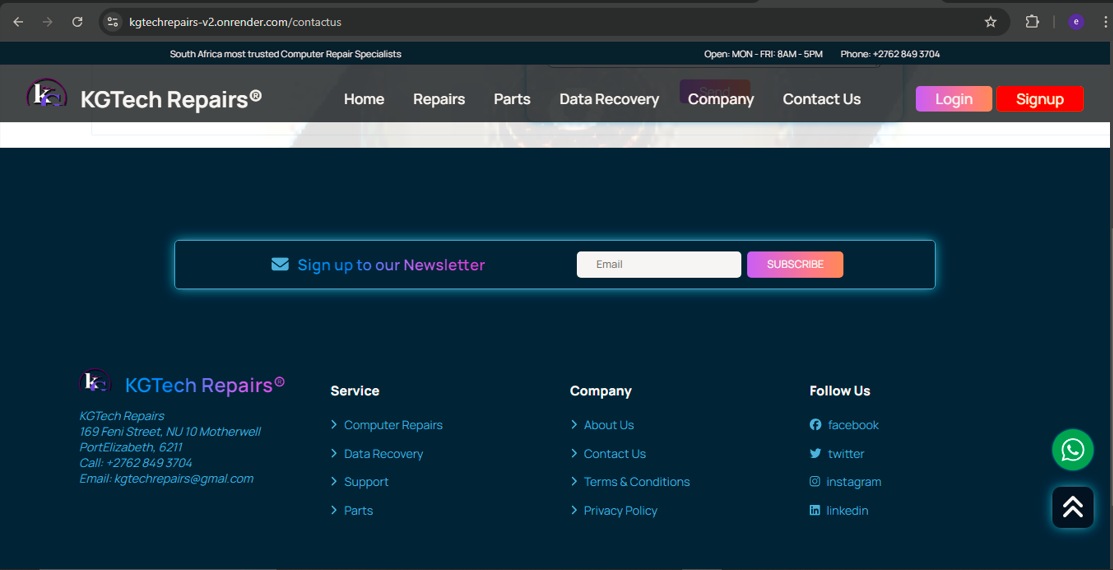 kgtechrepairs-v2.onrender.com/contactus
e
South Africa most trusted Computer Repair Specialists
Open: MON - FRI: 8AM - 5PM
Phone: +2762 849 3704
KG
KGTech Repairs®
Home
Repairs
Parts
Data Recovery
Company
Contact Us
Login
Signup
Send
Sign up to our Newsletter
Email
SUBSCRIBE
KG
KGTech Repairs®
KGTech Repairs
169 Feni Street, NU 10 Motherwell
PortElizabeth, 6211
Call: +2762 849 3704
Email: kgtechrepairs@gmal.com
Service
Computer Repairs
Data Recovery
Support
Parts
Company
About Us
Contact Us
Terms & Conditions
Privacy Policy
Follow Us
facebook
twitter
instagram
linkedin